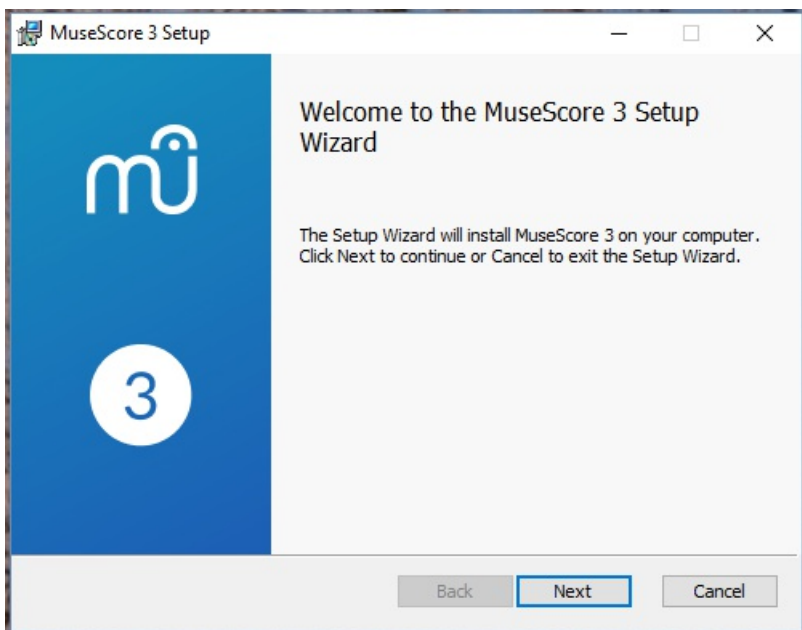 MuseScore 3 Setup
Welcome to the MuseScore 3 Setup
Wizard
mû
The Setup Wizard will install MuseScore 3 on your computer.
Click Next to continue or Cancel to exit the Setup Wizard.
3
Back
Next
Cancel